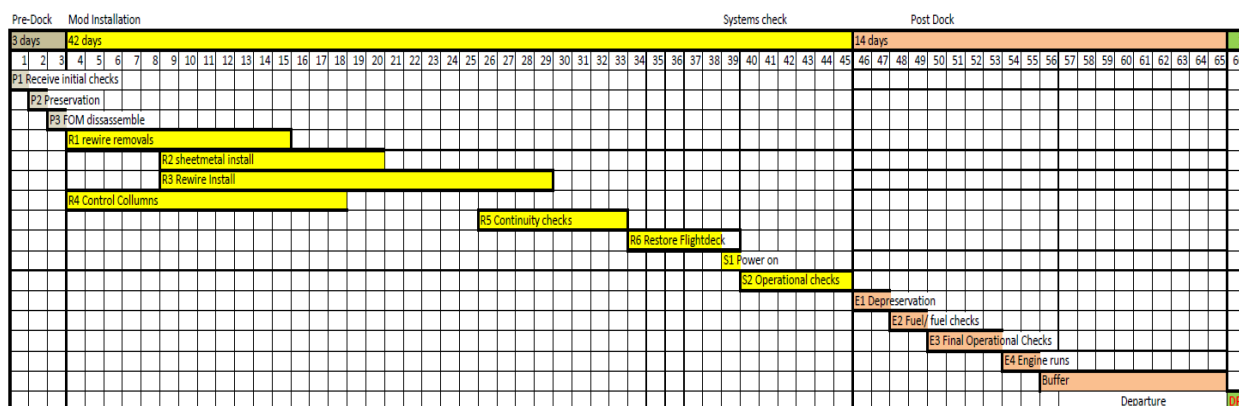 Pre-Dock Mod Installation Systems check Post Dock
3 days 42 days 14 days
1 2 3 4 5 6 7 8 9 10 11 12 13 14 15 16 17 18 19 20 21 22 23 24 25 26 27 28 29 30 31 32 33 34 35 36 37 38 39 40 41 42 43 44 45 46 47 48 49 50 51 52 53 54 55 56 57 58 59 60 61 62 63 64 65
P1 Receive initial checks
P2 Preservation
P3 FOM dissassemble
R1 rewire removals
R2 sheetmetal install
R3 Rewire Install
R4 Control Collumns
R5 Continuity checks
R6 Restore Flightdeck
S1 Power on
S2 Operational checks
E1 Depreservation
E2 Fuel/ fuel checks
E3 Final Operational Checks
E4 Engine runs
Buffer
Departure